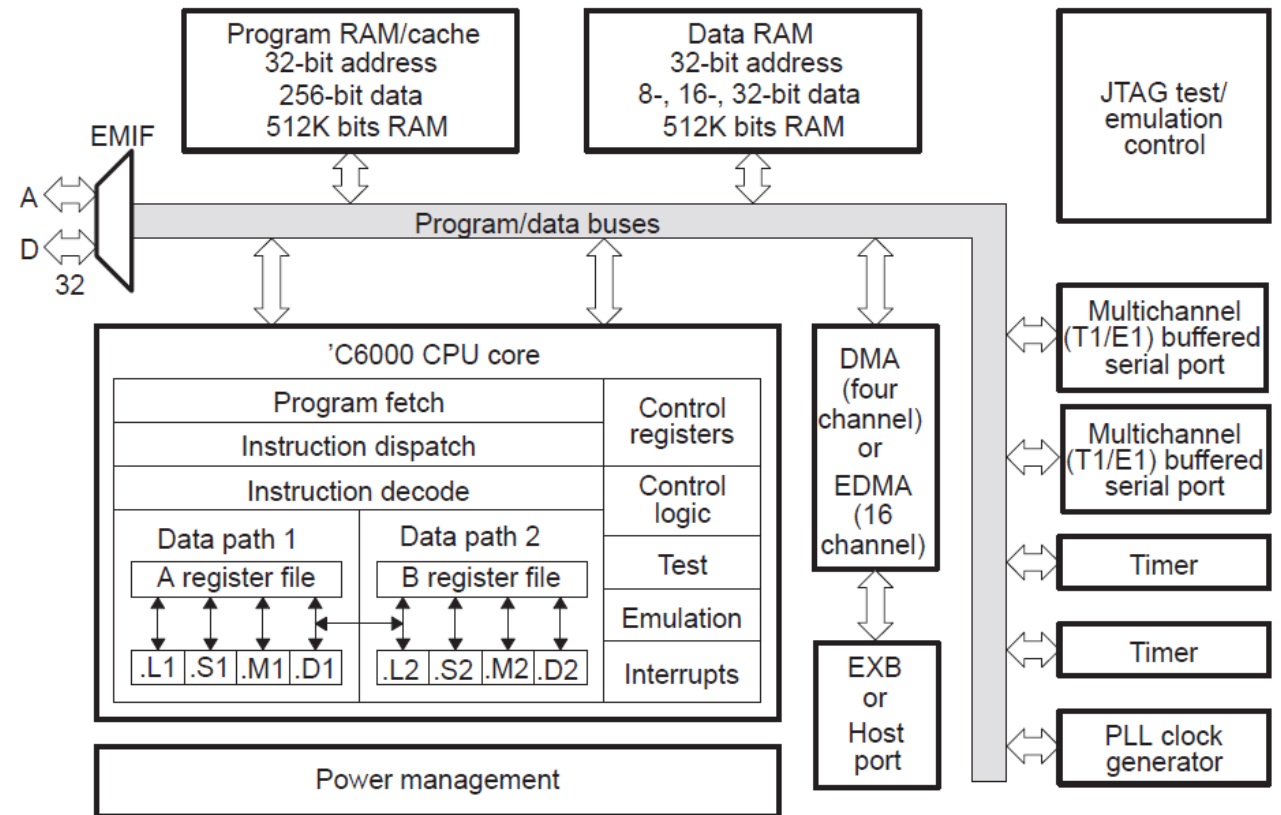 Program RAM/cache
32-bit address
256-bit data
512K bits RAM
Data RAM
32-bit address
8-, 16-, 32-bit data
512K bits RAM
JTAG test/
emulation
control
EMIF
A
D
32
Program/data buses
'C6000 CPU core
Program fetch
Instruction dispatch
Instruction decode
Control
registers
Control
logic
Test
Emulation
Interrupts
Data path 1
A register file
.L1 .S1 .M1 .D1
Data path 2
B register file
.L2 .S2 .M2 .D2
Power management
DMA
(four
channel)
or
EDMA
(16
channel)
EXB
or
Host
port
Multichannel
(T1/E1) buffered
serial port
Multichannel
(T1/E1) buffered
serial port
Timer
Timer
PLL clock
generator